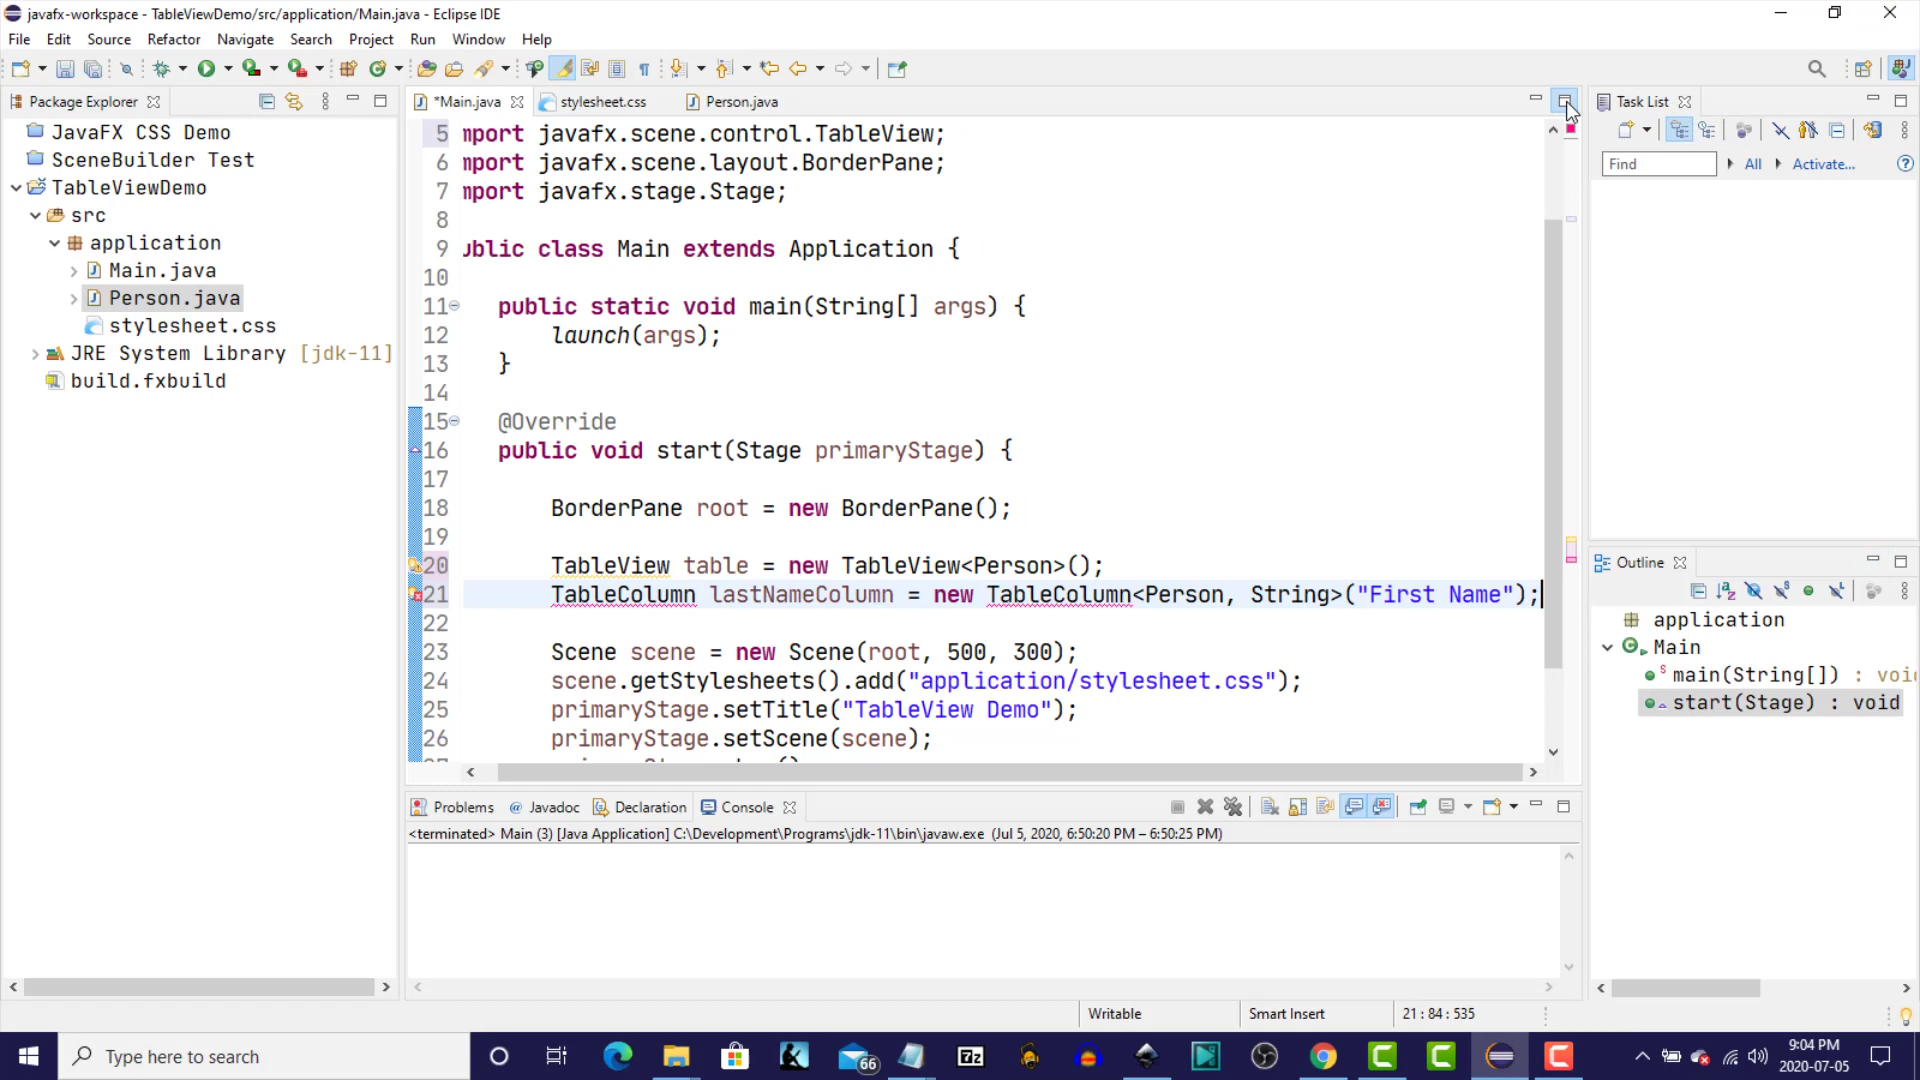 javafx-workspace - TableViewDemo/src/application/Main.java - Eclipse IDE
File Edit Source Refactor Navigate Search Project Run Window Help
Package Explorer
JavaFX CSS Demo
SceneBuilder Test
TableViewDemo
src
application
Main.java
Person.java
stylesheet.css
JRE System Library [jdk-11]
build.fxbuild
*Main.java stylesheet.css Person.java
5 mport javafx.scene.control.TableView;
6 mport javafx.scene.layout.BorderPane;
7 mport javafx.stage.Stage;
8
9 ublic class Main extends Application {
10
11 public static void main(String[] args) {
12 launch(args);
13 }
14
15 @Override
16 public void start(Stage primaryStage) {
17
18 BorderPane root = new BorderPane();
19
20 TableView table = new TableView<Person>();
21 TableColumn lastNameColumn = new TableColumn<Person, String>("First Name");
22
23 Scene scene = new Scene(root, 500, 300);
24 scene.getStylesheets().add("application/stylesheet.css");
25 primaryStage.setTitle("TableView Demo");
26 primaryStage.setScene(scene);
Problems @ Javadoc Declaration Console
<terminated> Main (3) [Java Application] C:\Development\Programs\jdk-11\bin\javaw.exe (Jul 5, 2020, 6:50:20 PM – 6:50:25 PM)
Task List
Find All Activate...
Outline
application
Main
main(String[]) : voi
start(Stage) : void
Writable Smart Insert 21 : 84 : 535
Type here to search
66
7z
9:04 PM
2020-07-05